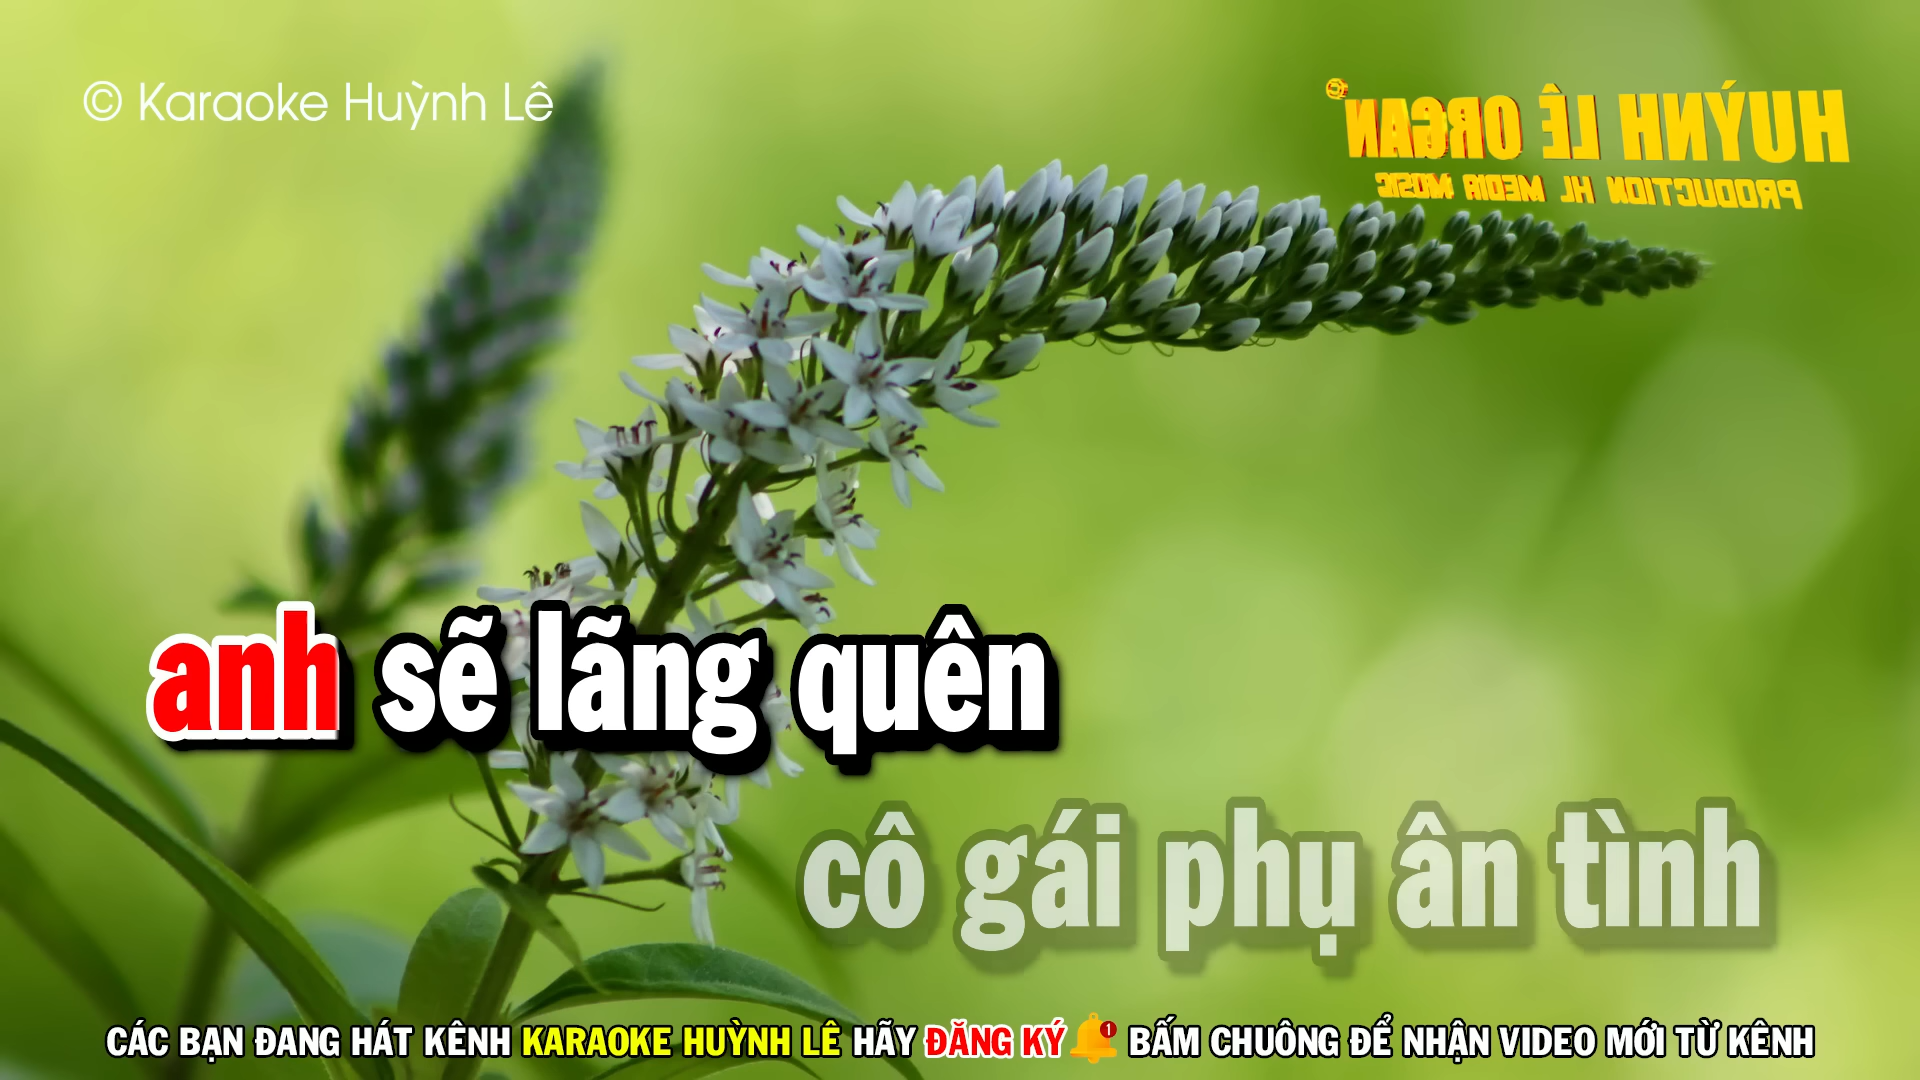 © Karaoke Huỳnh Lê
HUỲNH LÊ ORGAN
PRODUCTION HL MEDIA MUSIC
anh sẽ lãng quên
cô gái phụ ân tình
CÁC BẠN ĐANG HÁT KÊNH KARAOKE HUỲNH LÊ HÃY ĐĂNG KÝ 1 BẤM CHUÔNG ĐỂ NHẬN VIDEO MỚI TỪ KÊNH